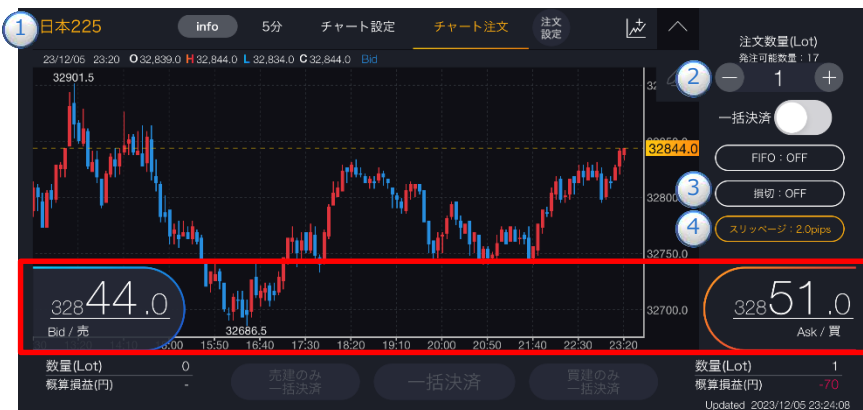 1 日本225 info 5分 チャート設定 チャート注文 注文設定
23/12/05 23:20 O 32,839.0 H 32,844.0 L 32,834.0 C 32,844.0 Bid
32901.5
32844.0
32800
32750.0
32700.0
32686.5
15:50 16:40 17:30 18:20 19:10 20:00 20:50 21:40 22:30 23:20
32844.0
Bid / 売
32851.0
Ask / 買
注文数量(Lot)
発注可能数量：17
2 − 1 +
一括決済
FIFO：OFF
3 損切：OFF
4 スリッページ：2.0pips
数量(Lot) 0
概算損益(円) -
売建のみ
一括決済
一括決済
買建のみ
一括決済
数量(Lot) 1
概算損益(円) -70
Updated 2023/12/05 23:24:08